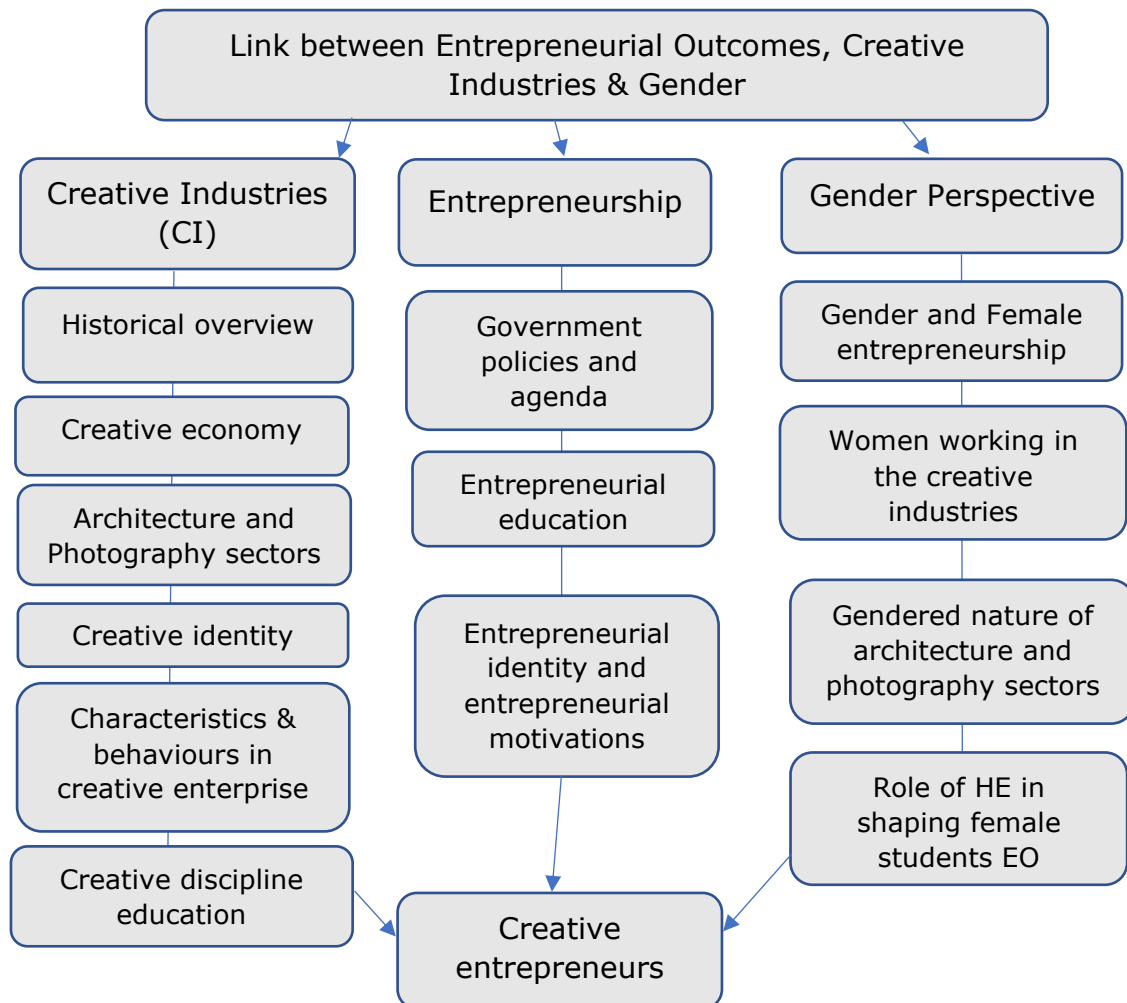 Link between Entrepreneurial Outcomes, Creative
Industries & Gender
Creative Industries
(CI)
Historical overview
Creative economy
Architecture and
Photography sectors
Creative identity
Characteristics &
behaviours in
creative enterprise
Creative discipline
education
Entrepreneurship
Government
policies and
agenda
Entrepreneurial
education
Entrepreneurial
identity and
entrepreneurial
motivations
Gender Perspective
Gender and Female
entrepreneurship
Women working in
the creative
industries
Gendered nature of
architecture and
photography sectors
Role of HE in
shaping female
students EO
Creative
entrepreneurs